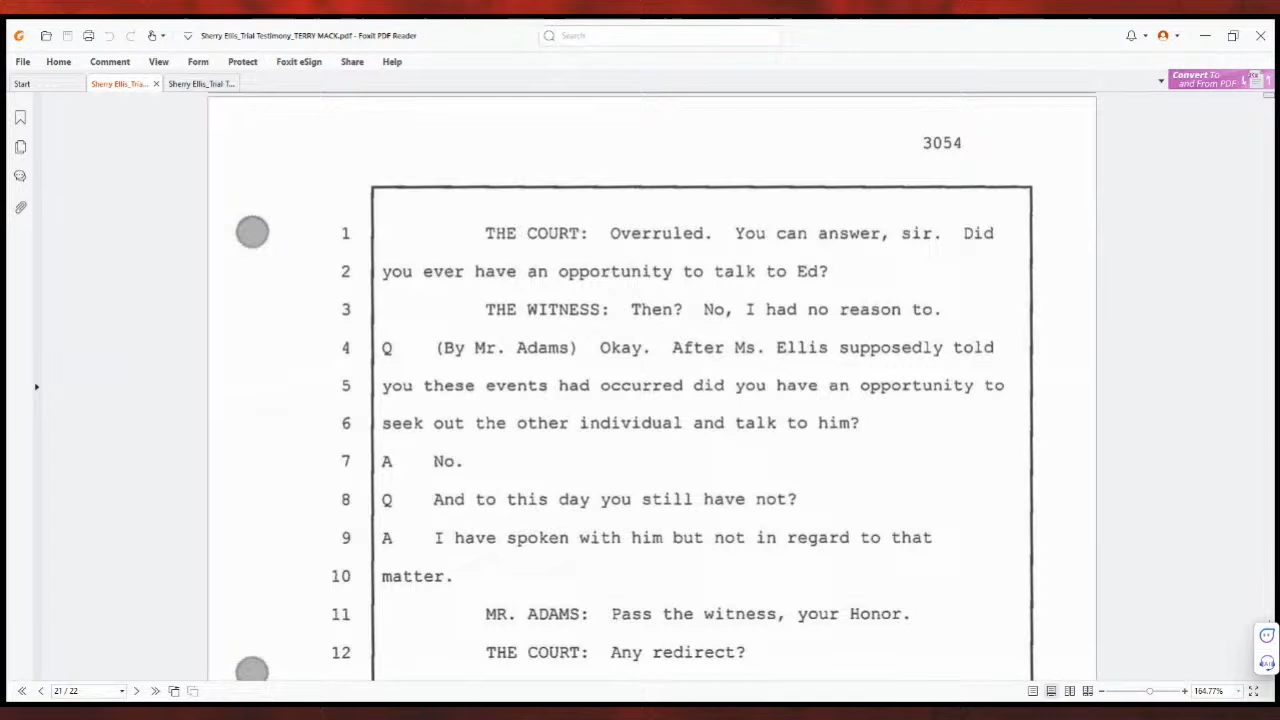 Sherry Ellis_Trial Testimony_TERRY MACK.pdf - Foxit PDF Reader
Search
File Home Comment View Form Protect Foxit eSign Share Help
Start
Sherry Ellis_Tria...
Sherry Ellis_Trial T...
Convert To
and From PDF
3054
1 THE COURT: Overruled. You can answer, sir. Did
2 you ever have an opportunity to talk to Ed?
3 THE WITNESS: Then? No, I had no reason to.
4 Q (By Mr. Adams) Okay. After Ms. Ellis supposedly told
5 you these events had occurred did you have an opportunity to
6 seek out the other individual and talk to him?
7 A No.
8 Q And to this day you still have not?
9 A I have spoken with him but not in regard to that
10 matter.
11 MR. ADAMS: Pass the witness, your Honor.
12 THE COURT: Any redirect?
21 / 22
164.77%